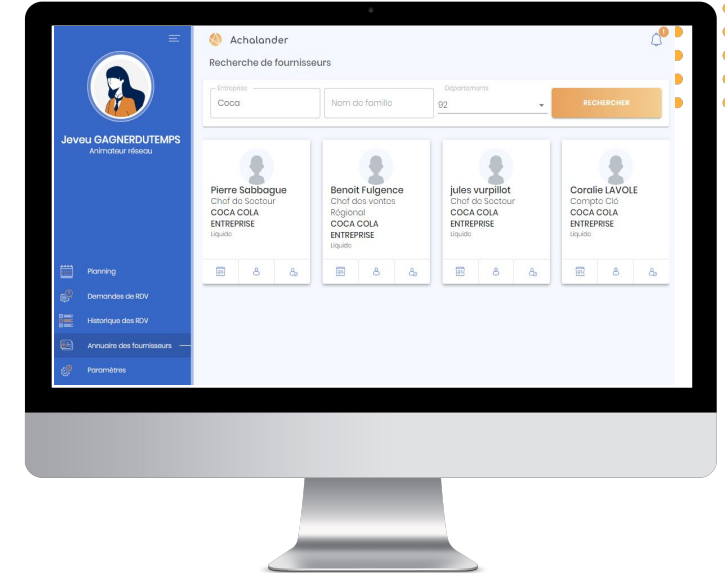 Achalander
1
Recherche de fournisseurs
Entreprise
Coca
Nom de famille
Départements
92
RECHERCHER
Jeveu GAGNERDUTEMPS
Animateur réseau
Planning
Demandes de RDV
Historique des RDV
Annuaire des fournisseurs
Paramètres
Pierre Sabbague
Chef de Secteur
COCA COLA
ENTREPRISE
Liquide
Benoit Fulgence
Chef des ventes
Régional
COCA COLA
ENTREPRISE
Liquide
jules vurpillot
Chef de Secteur
COCA COLA
ENTREPRISE
Liquide
Coralie LAVOLE
Compte Clé
COCA COLA
ENTREPRISE
Liquide